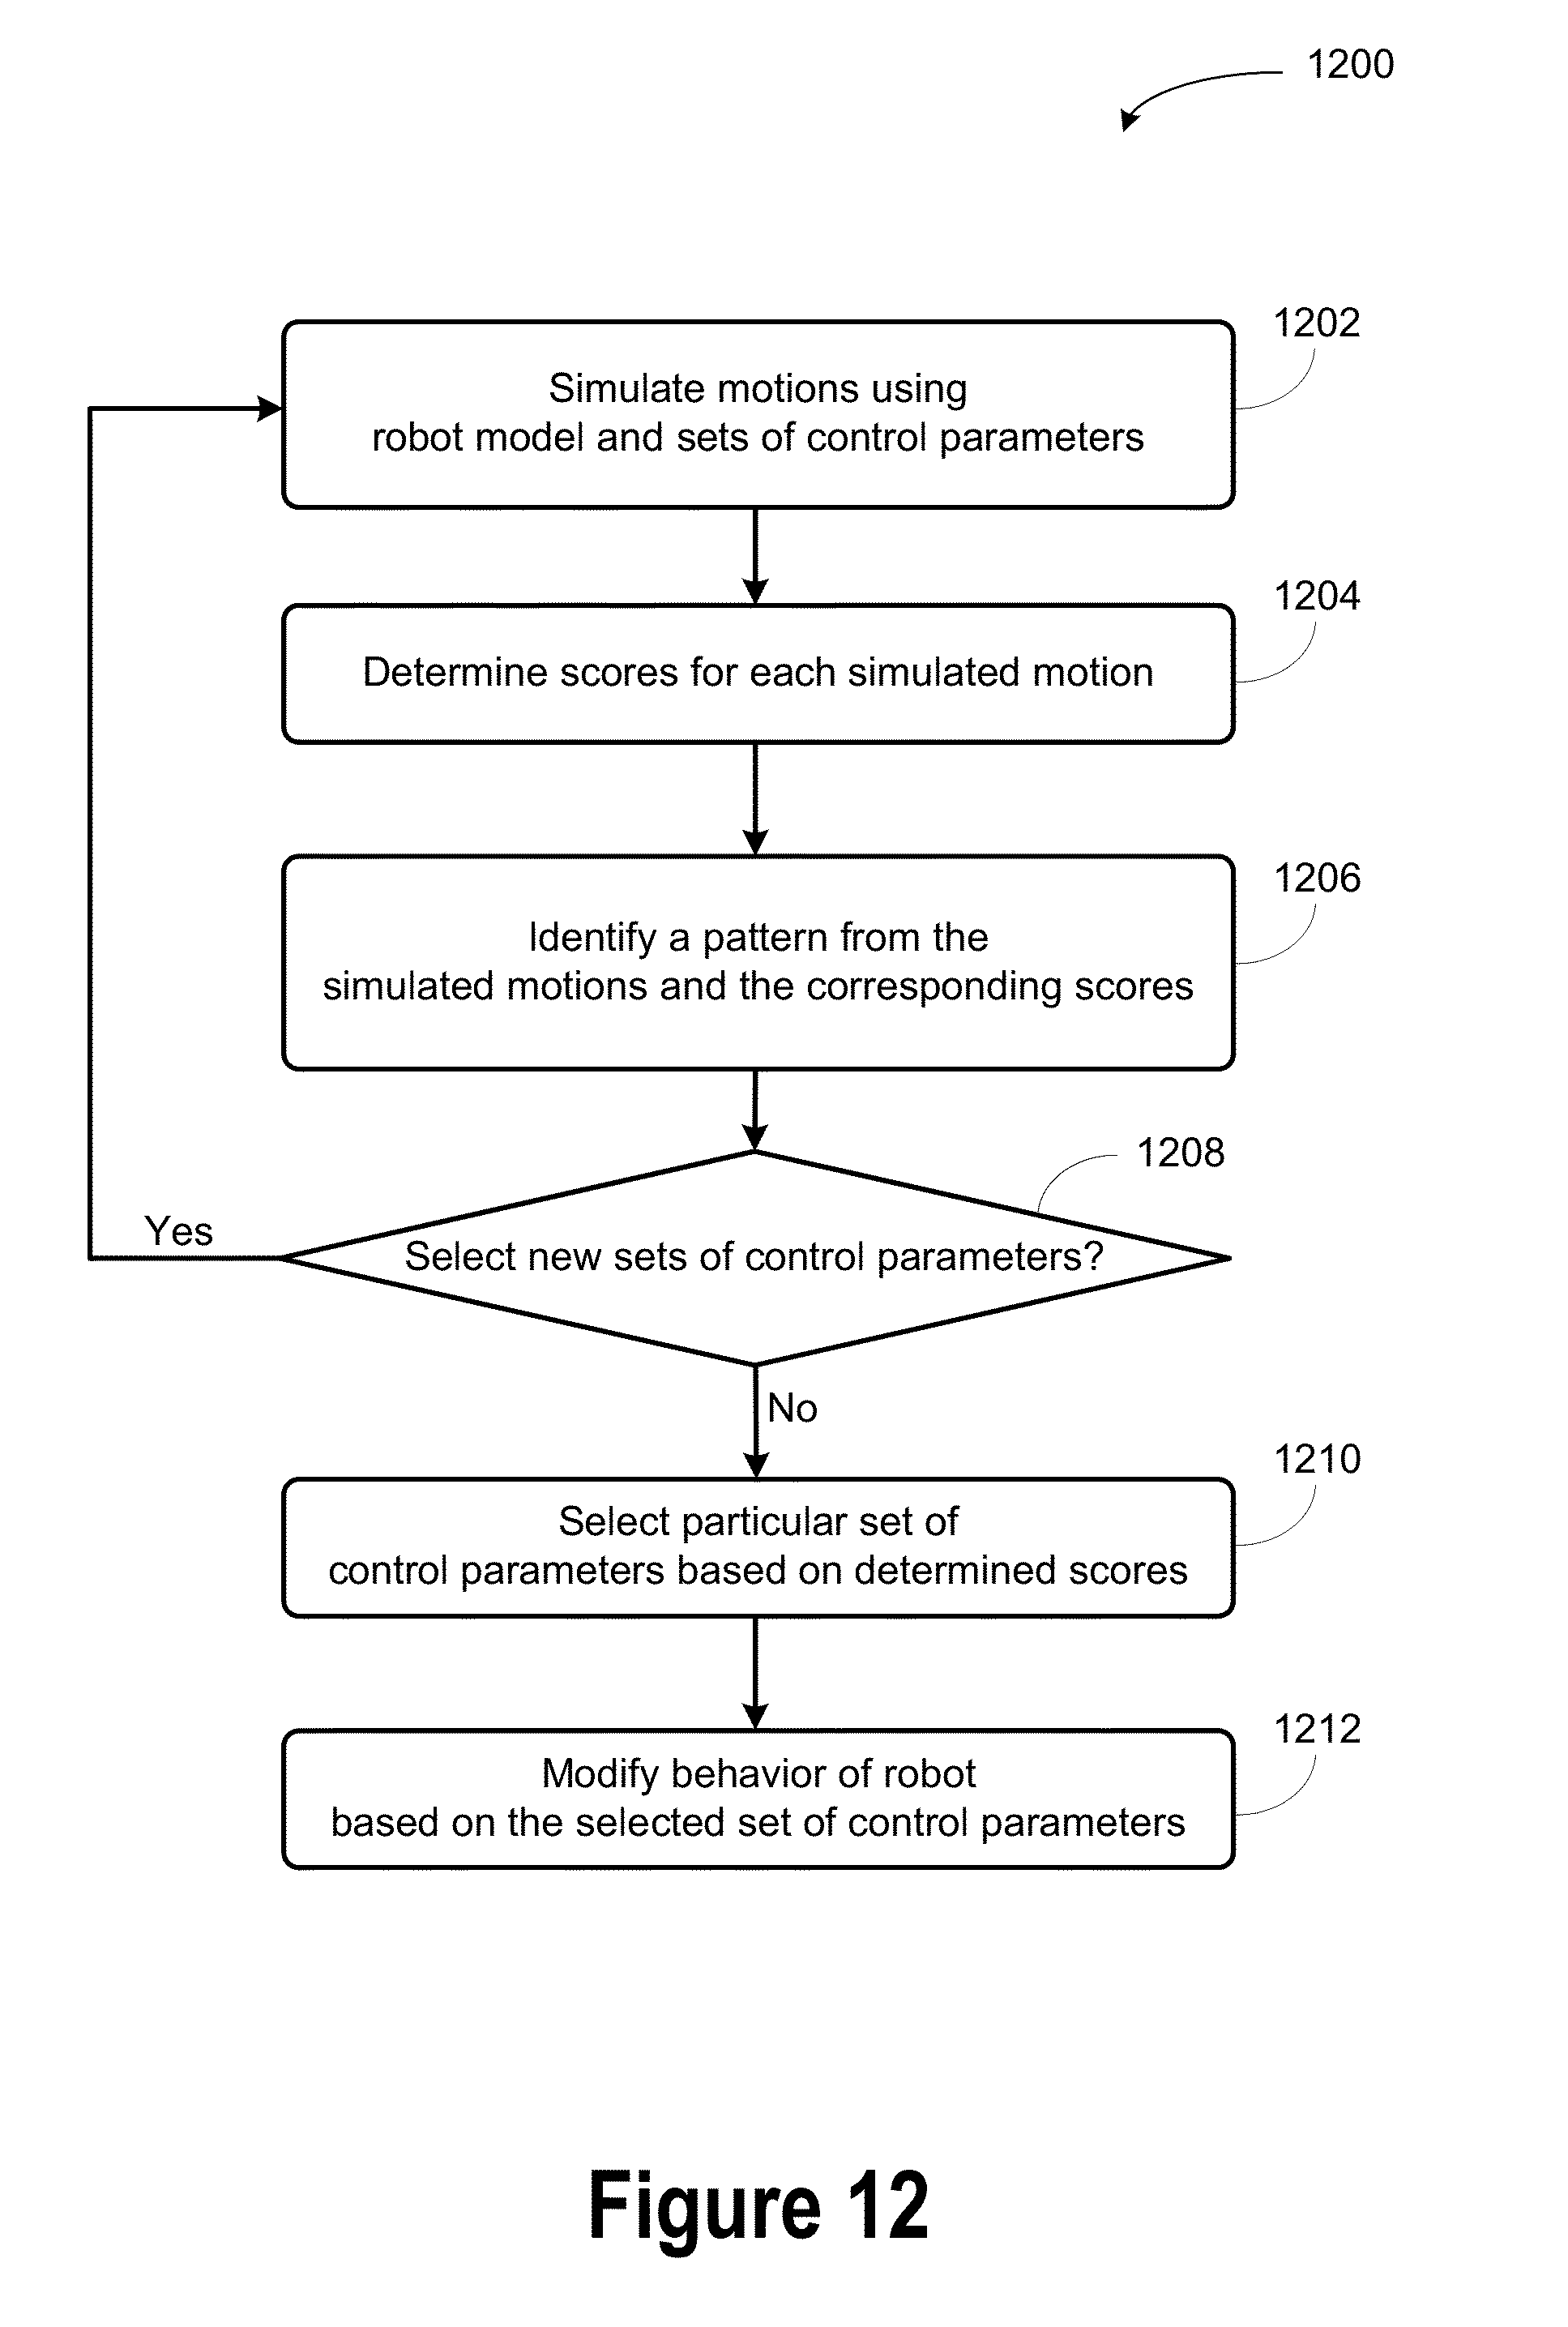 1200
1202
Simulate motions using
robot model and sets of control parameters
1204
Determine scores for each simulated motion
1206
Identify a pattern from the
simulated motions and the corresponding scores
1208
Yes
Select new sets of control parameters?
No
1210
Select particular set of
control parameters based on determined scores
1212
Modify behavior of robot
based on the selected set of control parameters
Figure 12